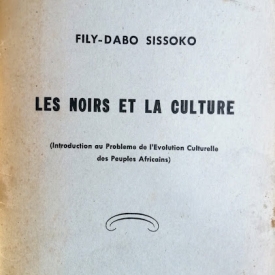 FILY-DABO SISSOKO
LES NOIRS ET LA CULTURE
(Introduction au Probleme de l'Evolution Culturelle
des Peuples Africains)